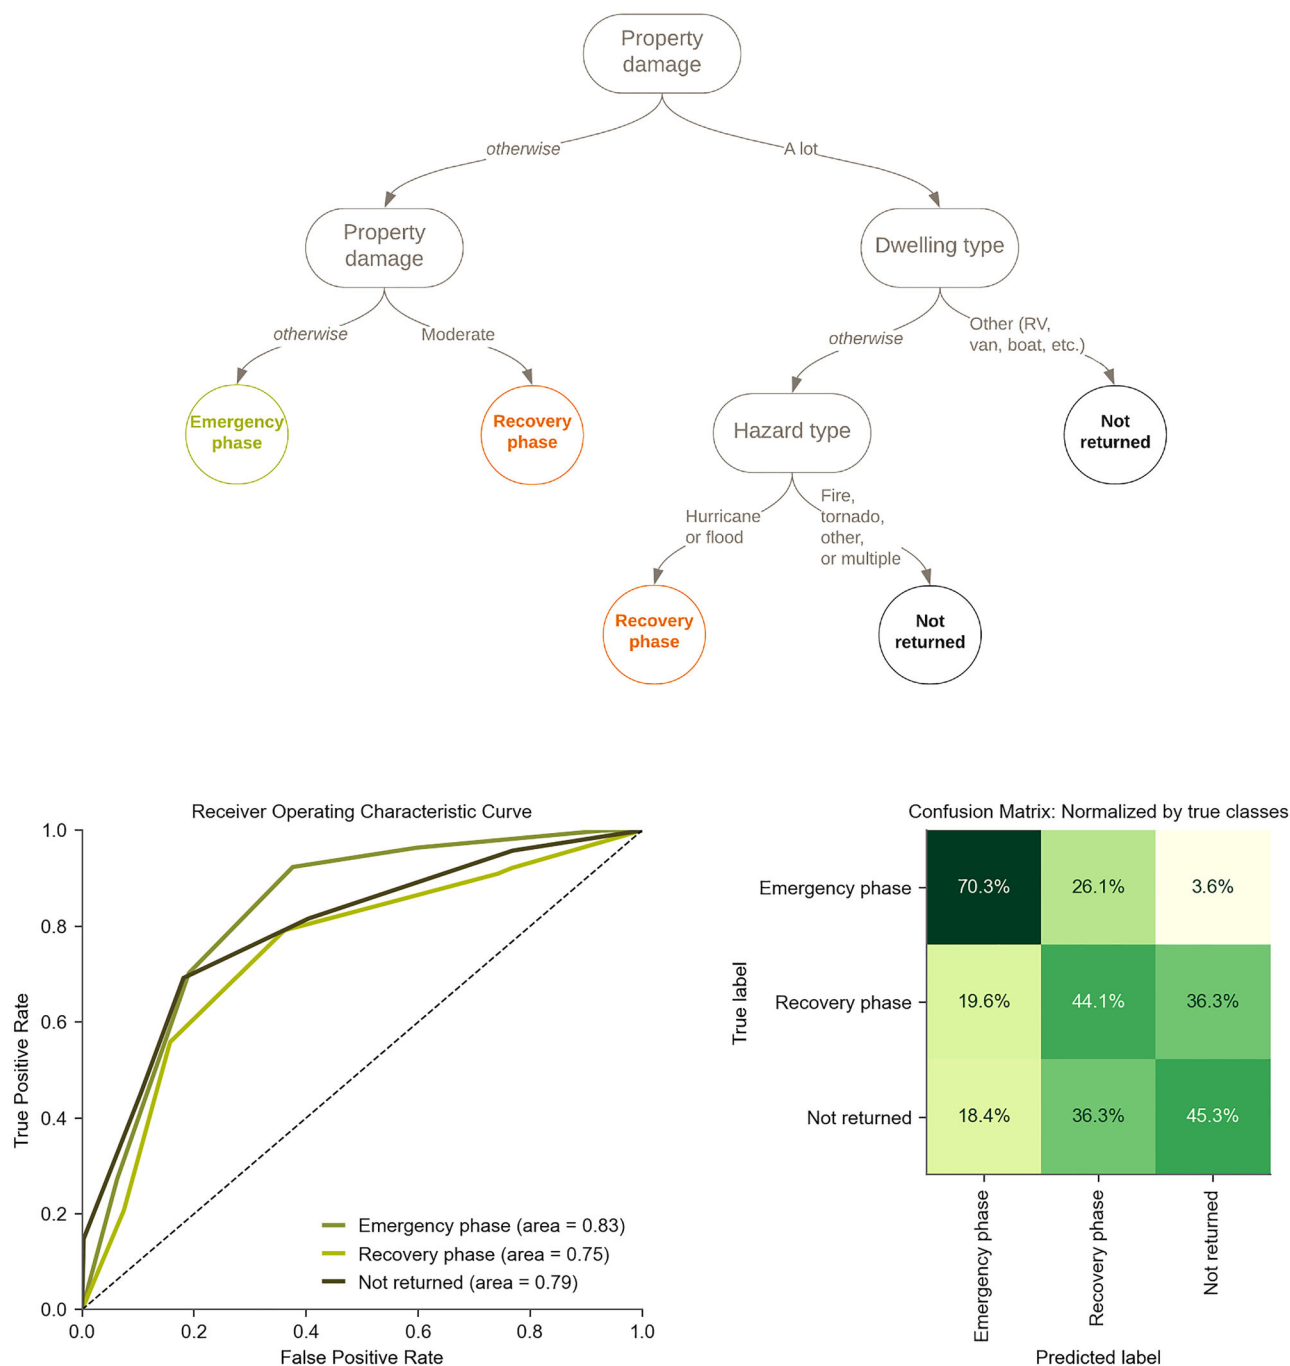 Property
damage
otherwise
A lot
Property
damage
Dwelling type
otherwise
Moderate
otherwise
Other (RV,
van, boat, etc.)
Emergency
phase
Recovery
phase
Hazard type
Not
returned
Hurricane
or flood
Fire,
tornado,
other,
or multiple
Recovery
phase
Not
returned
Receiver Operating Characteristic Curve
1.0
0.8
0.6
0.4
0.2
0.0
True Positive Rate
Emergency phase (area = 0.83)
Recovery phase (area = 0.75)
Not returned (area = 0.79)
0.0 0.2 0.4 0.6 0.8 1.0
False Positive Rate
Confusion Matrix: Normalized by true classes
True label
Emergency phase 70.3% 26.1% 3.6%
Recovery phase 19.6% 44.1% 36.3%
Not returned 18.4% 36.3% 45.3%
Emergency phase
Recovery phase
Not returned
Predicted label